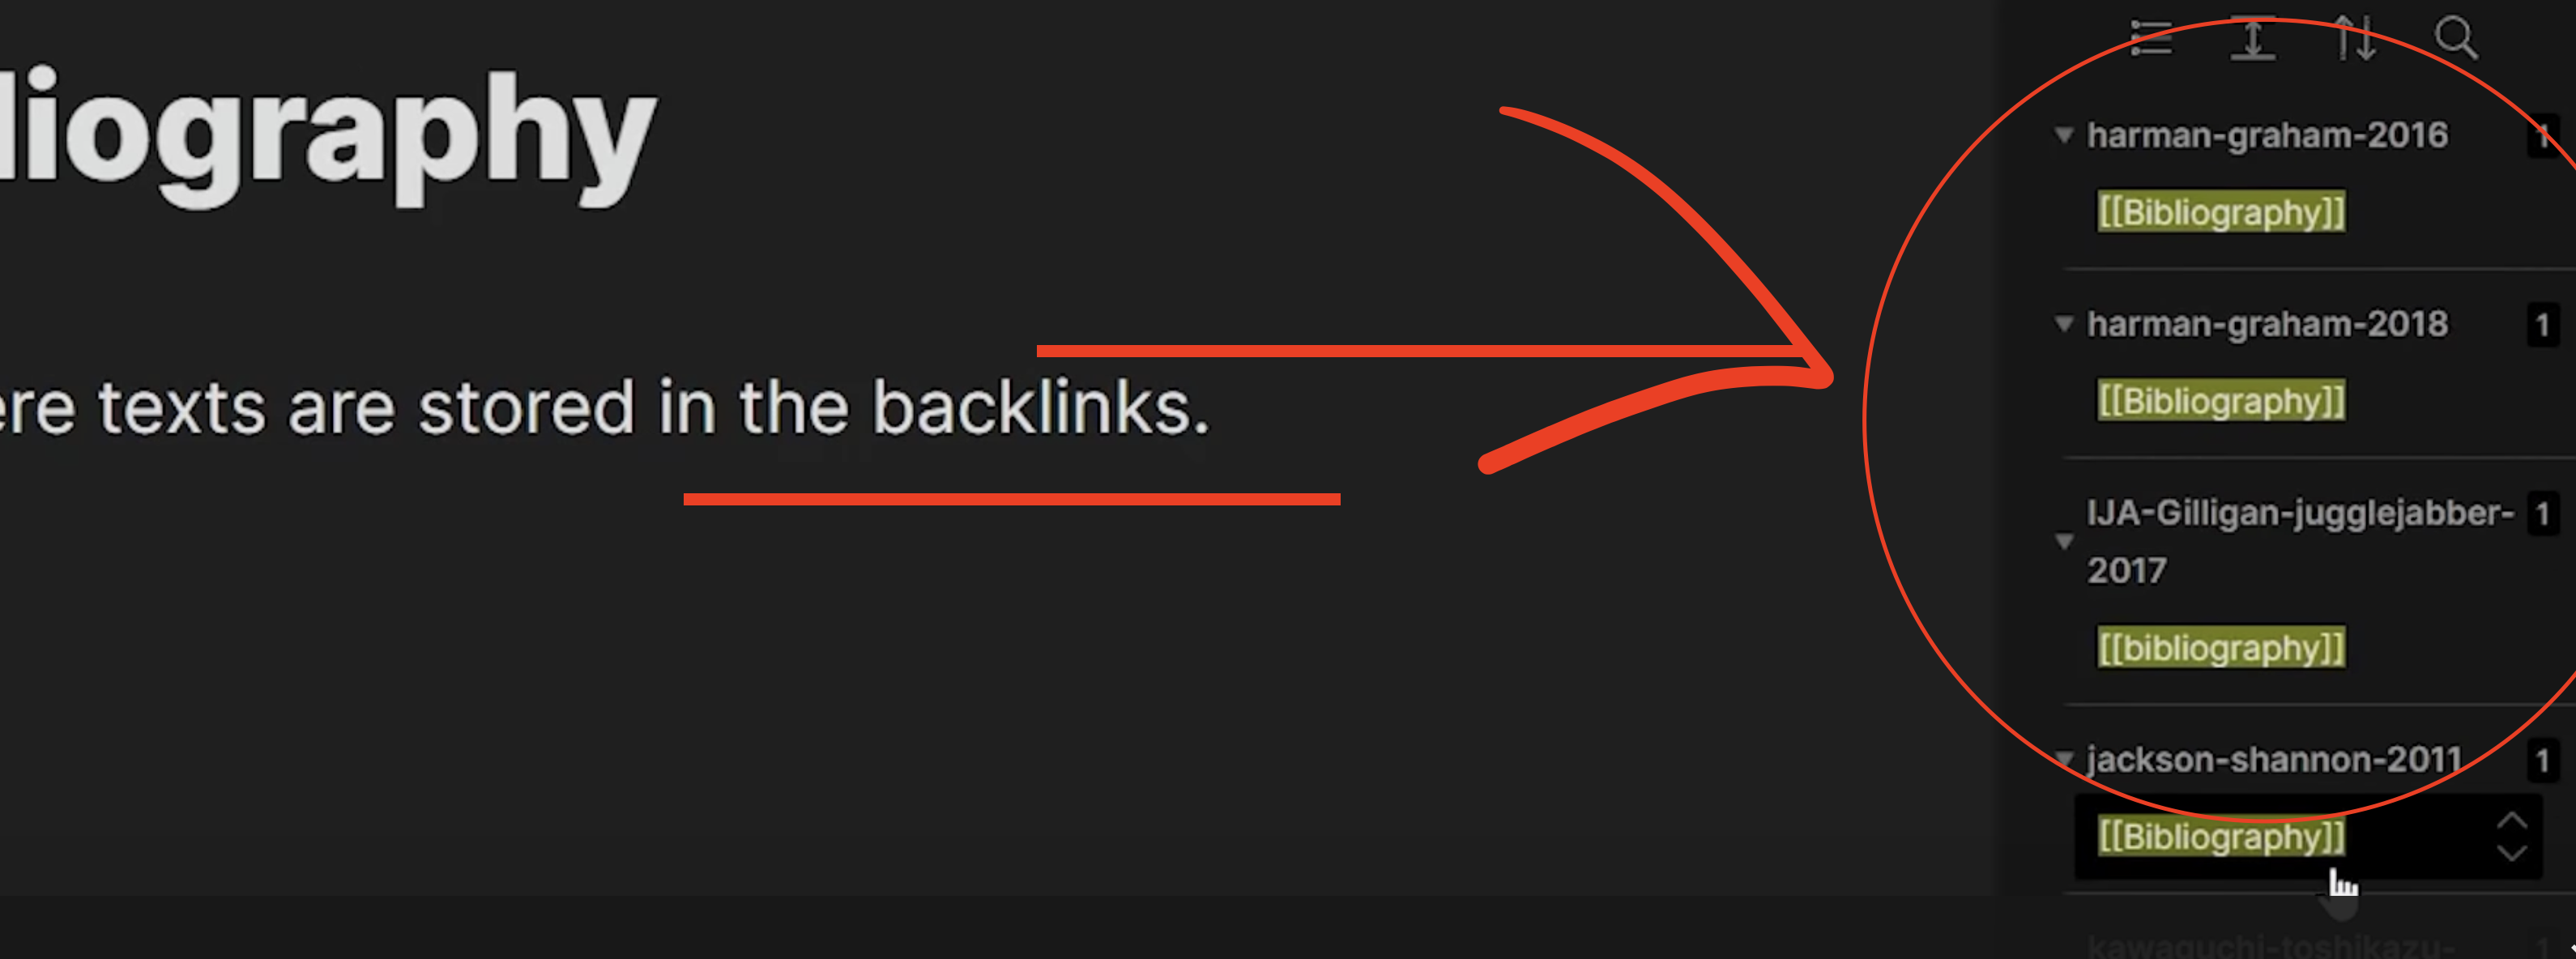 liography
ere texts are stored in the backlinks.
harman-graham-2016 1
[[Bibliography]]
harman-graham-2018 1
[[Bibliography]]
IJA-Gilligan-jugglejabber- 1
2017
[[bibliography]]
jackson-shannon-2011 1
[[Bibliography]]
kawaguchi-toshikazu- 1